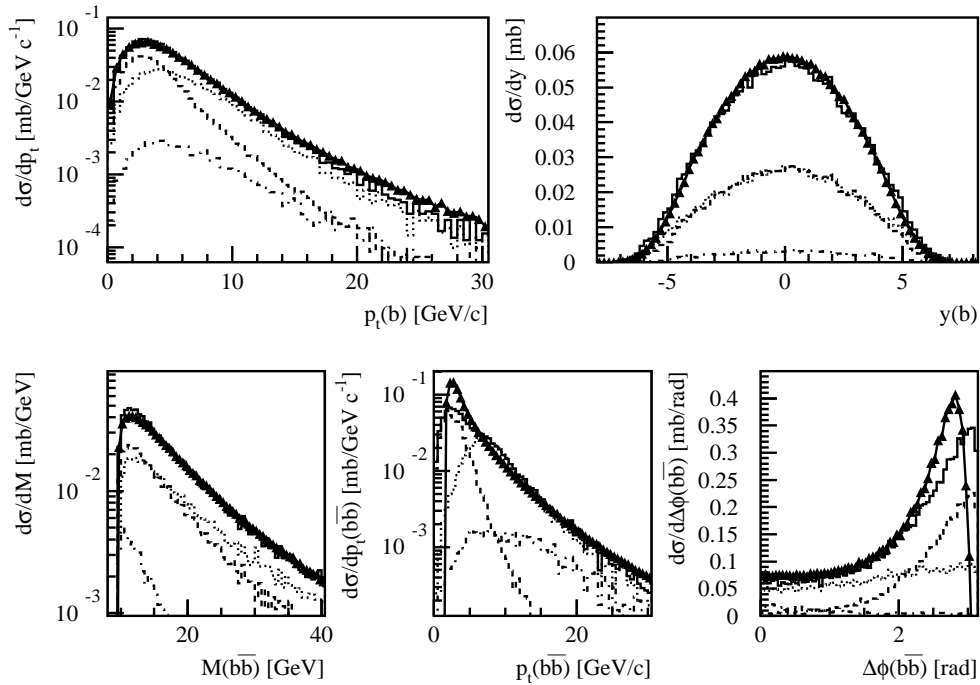 dσ/dpₜ [mb/GeV c⁻¹]
10⁻¹
10⁻²
10⁻³
10⁻⁴
0 10 20 30
pₜ(b) [GeV/c]
dσ/dy [mb]
0.06
0.05
0.04
0.03
0.02
0.01
0
-5 0 5
y(b)
dσ/dM [mb/GeV]
10⁻²
10⁻³
20 40
M(bb̅) [GeV]
dσ/dpₜ(bb̅) [mb/GeV c⁻¹]
10⁻¹
10⁻²
10⁻³
0 20
pₜ(bb̅) [GeV/c]
dσ/dΔϕ(bb̅) [mb/rad]
0.4
0.35
0.3
0.25
0.2
0.15
0.1
0.05
0
0 2
Δϕ(bb̅) [rad]